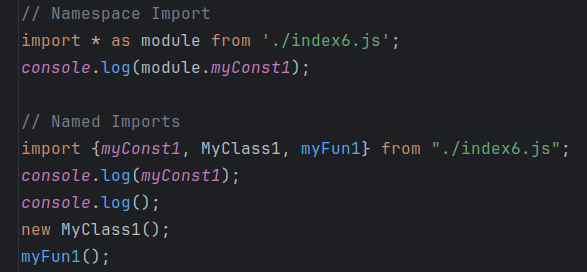 // Namespace Import
import * as module from './index6.js';
console.log(module.myConst1);
// Named Imports
import {myConst1, MyClass1, myFun1} from "./index6.js";
console.log(myConst1);
console.log();
new MyClass1();
myFun1();